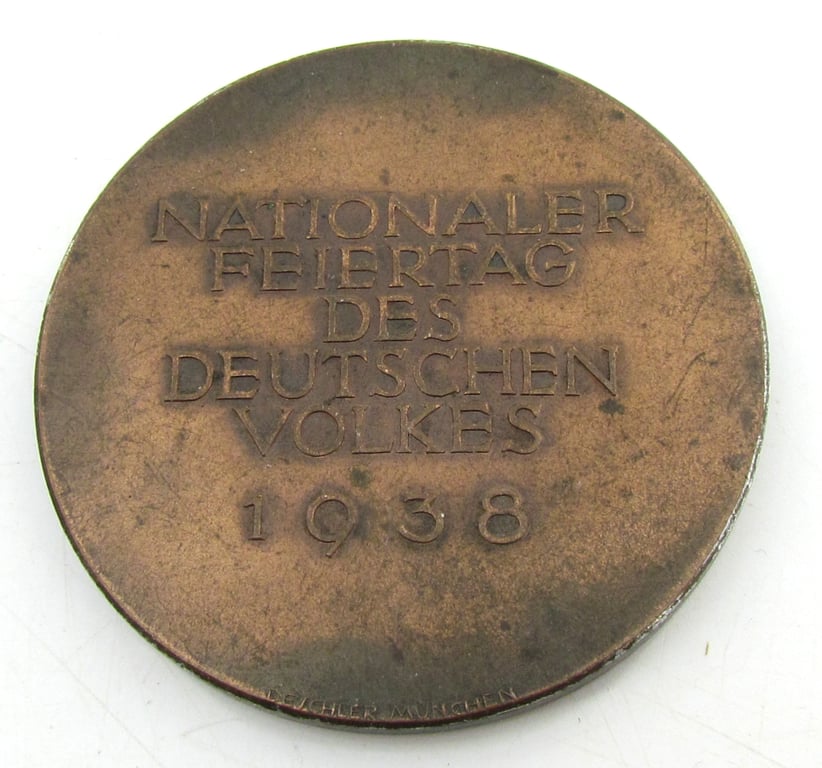 NATIONALER
FEIERTAG
DES
DEUTSCHEN
VOLKES
1938
DESCHLER MÜNCHEN